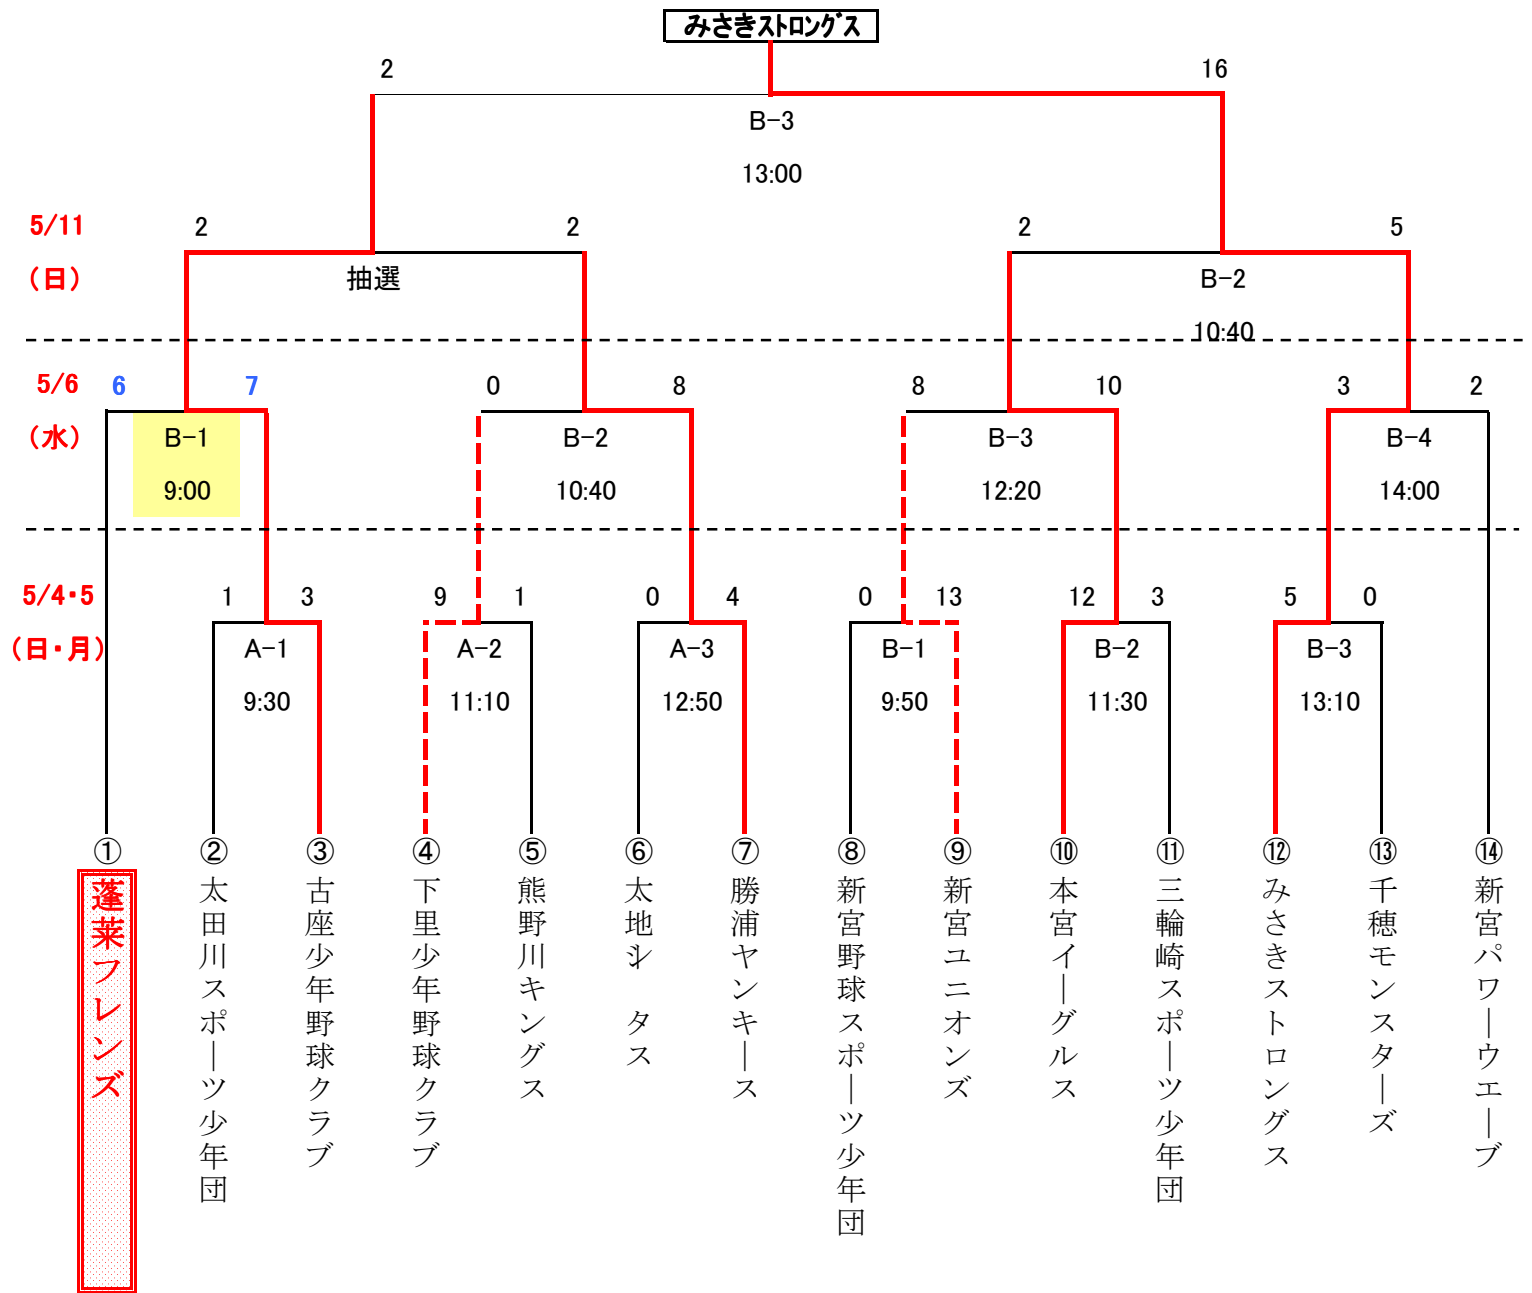 みさきストロングス
2
16
B-3
13:00
5/11
(日)
2
2
2
5
抽選
B-2
10:40
5/6
(水)
6
7
0
8
8
10
3
2
B-1
B-2
B-3
B-4
9:00
10:40
12:20
14:00
5/4・5
(日・月)
1
3
9
1
0
4
0
13
12
3
5
0
A-1
A-2
A-3
B-1
B-2
B-3
9:30
11:10
12:50
9:50
11:30
13:10
①
②
③
④
⑤
⑥
⑦
⑧
⑨
⑩
⑪
⑫
⑬
⑭
蓬莱フレンズ
太田川スポーツ少年団
古座少年野球クラブ
下里少年野球クラブ
熊野川キングス
勝浦ヤンキース
新宮野球スポーツ少年団
新宮ユニオンズ
本宮イーグルス
三輪崎スポーツ少年団
みさきストロングス
千穂モンスターズ
新宮パワーウエーブ